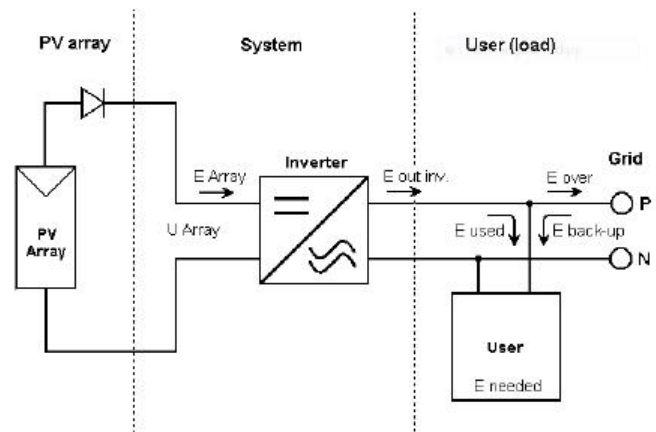 PV array
System
User (load)
E Array
Inverter
E out inv.
E over
Grid
P
PV
Array
U Array
E used
E back-up
N
User
E needed